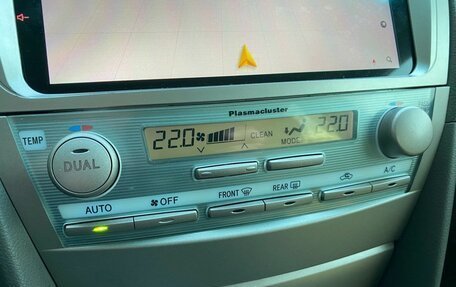 Plasmacluster
TEMP
22.0 CLEAN MODE 22.0
DUAL
AUTO OFF FRONT REAR A/C